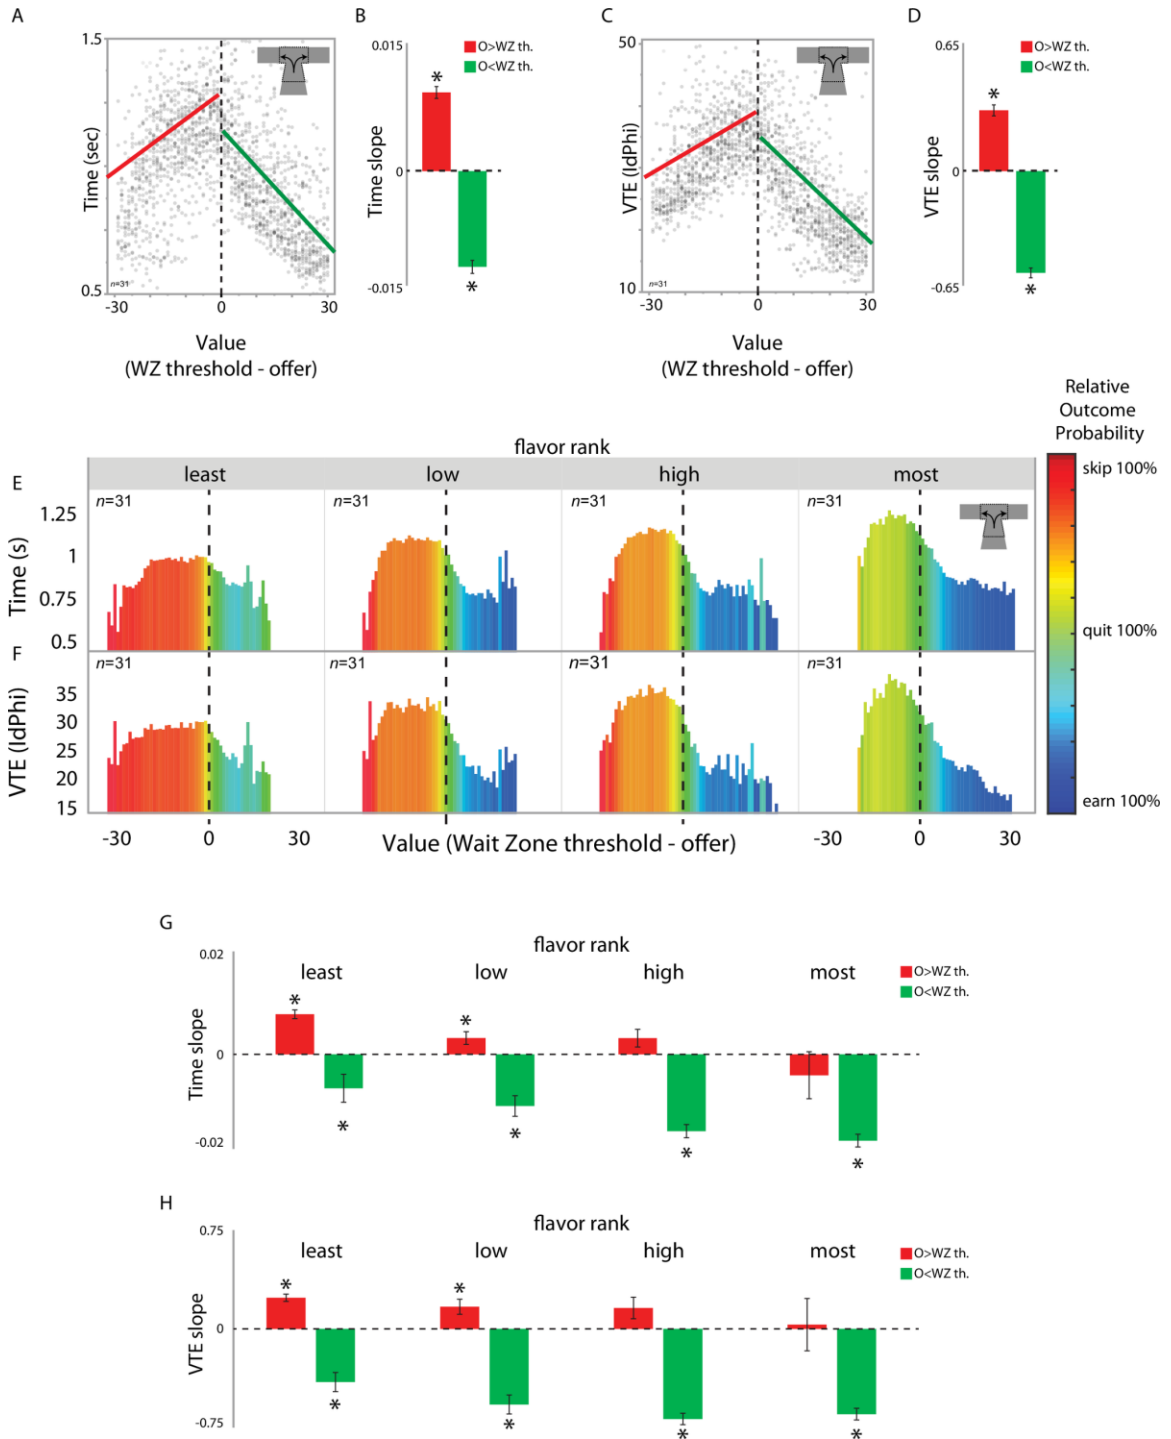 A
1.5
Time (sec)
0.5
n=31
-30
0
30
Value
(WZ threshold - offer)
B
0.015
O>WZ th.
O<WZ th.
*
Time slope
0
-0.015
*
C
50
VTE (IdPhi)
10
n=31
-30
0
30
Value
(WZ threshold - offer)
D
0.65
O>WZ th.
O<WZ th.
*
VTE slope
0
-0.65
*
Relative
Outcome
Probability
skip 100%
quit 100%
earn 100%
flavor rank
least
low
high
most
E
n=31
n=31
n=31
n=31
1.25
1
0.75
0.5
Time (s)
F
n=31
n=31
n=31
n=31
35
30
25
20
15
VTE (IdPhi)
-30
0
30
Value (Wait Zone threshold - offer)
-30
0
30
G
flavor rank
0.02
least
low
high
most
O>WZ th.
O<WZ th.
Time slope
0
-0.02
*
*
*
*
*
*
H
flavor rank
0.75
least
low
high
most
O>WZ th.
O<WZ th.
VTE slope
0
-0.75
*
*
*
*
*
*